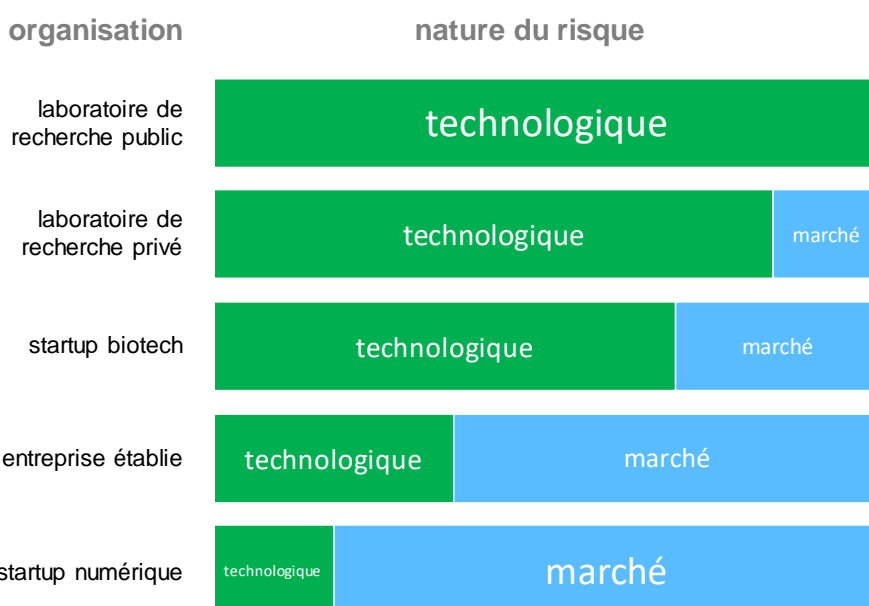 organisation
nature du risque
laboratoire de
recherche public
technologique
laboratoire de
recherche privé
technologique
marché
startup biotech
technologique
marché
entreprise établie
technologique
marché
startup numérique
technologique
marché